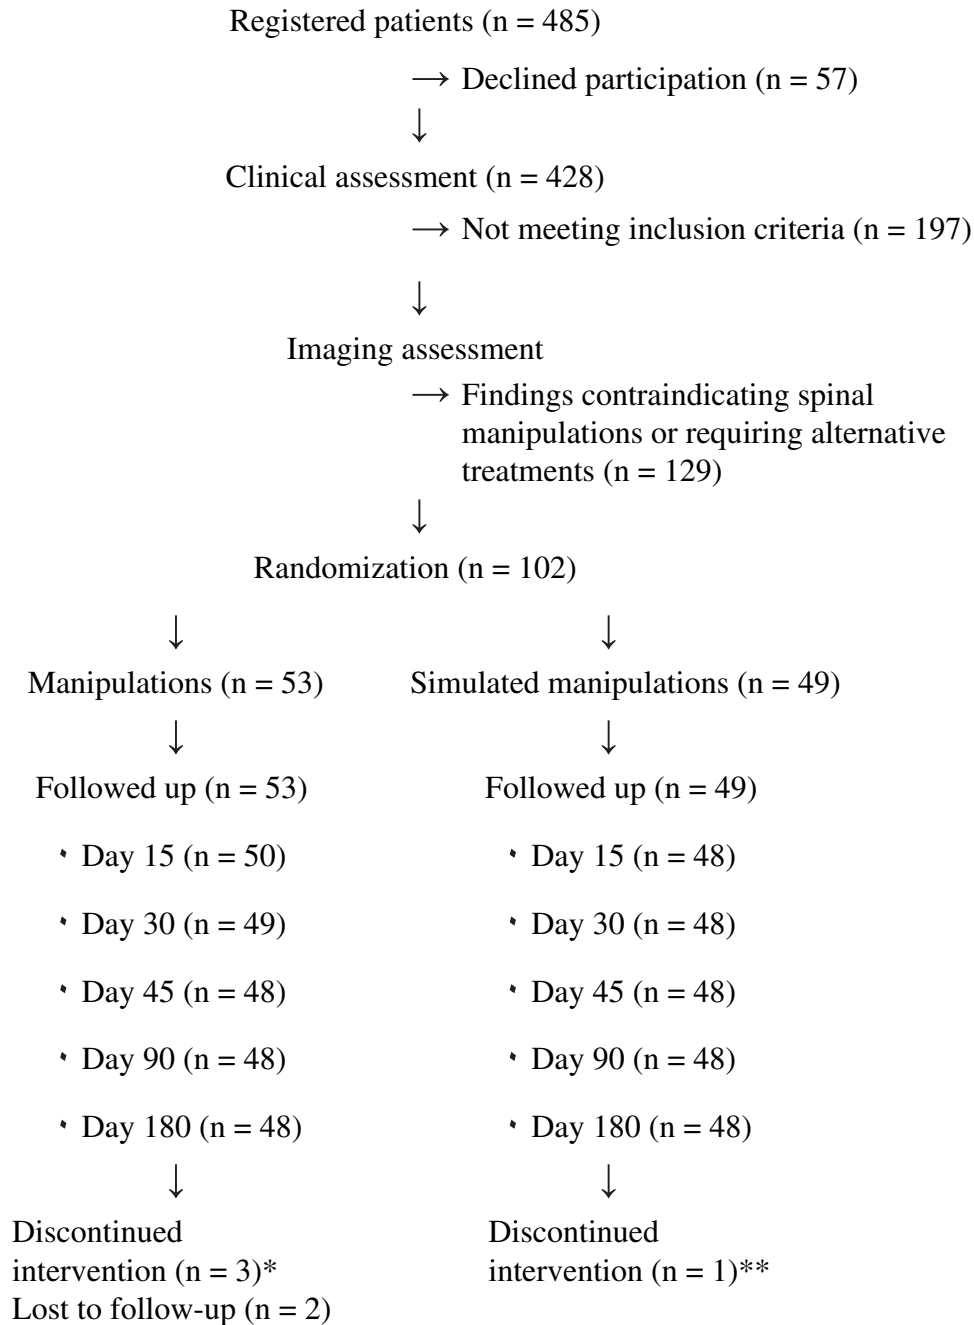 Registered patients (n = 485)
→ Declined participation (n = 57)
↓
Clinical assessment (n = 428)
→ Not meeting inclusion criteria (n = 197)
↓
Imaging assessment
→ Findings contraindicating spinal
manipulations or requiring alternative
treatments (n = 129)
↓
Randomization (n = 102)
↓ ↓
Manipulations (n = 53) Simulated manipulations (n = 49)
↓ ↓
Followed up (n = 53) Followed up (n = 49)
• Day 15 (n = 50) • Day 15 (n = 48)
• Day 30 (n = 49) • Day 30 (n = 48)
• Day 45 (n = 48) • Day 45 (n = 48)
• Day 90 (n = 48) • Day 90 (n = 48)
• Day 180 (n = 48) • Day 180 (n = 48)
↓ ↓
Discontinued Discontinued
intervention (n = 3)* intervention (n = 1)**
Lost to follow-up (n = 2)